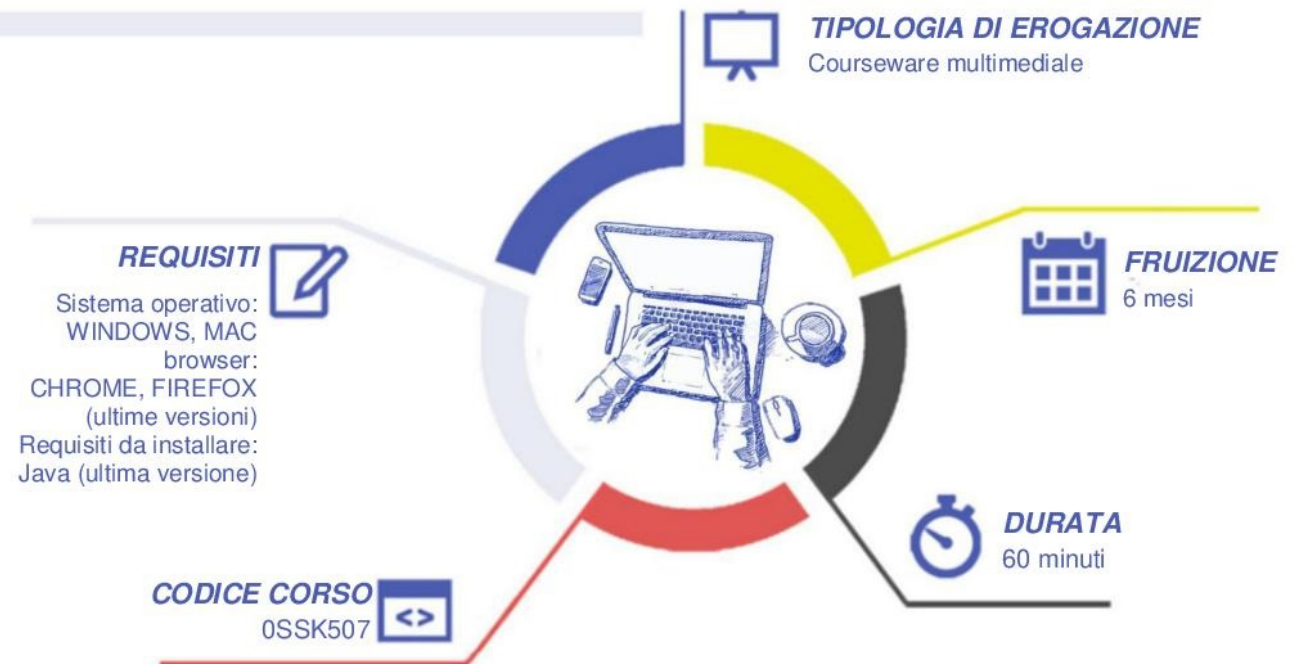 TIPOLOGIA DI EROGAZIONE
Courseware multimediale
REQUISITI
Sistema operativo:
WINDOWS, MAC
browser:
CHROME, FIREFOX
(ultime versioni)
Requisiti da installare:
Java (ultima versione)
FRUIZIONE
6 mesi
DURATA
60 minuti
CODICE CORSO
0SSK507